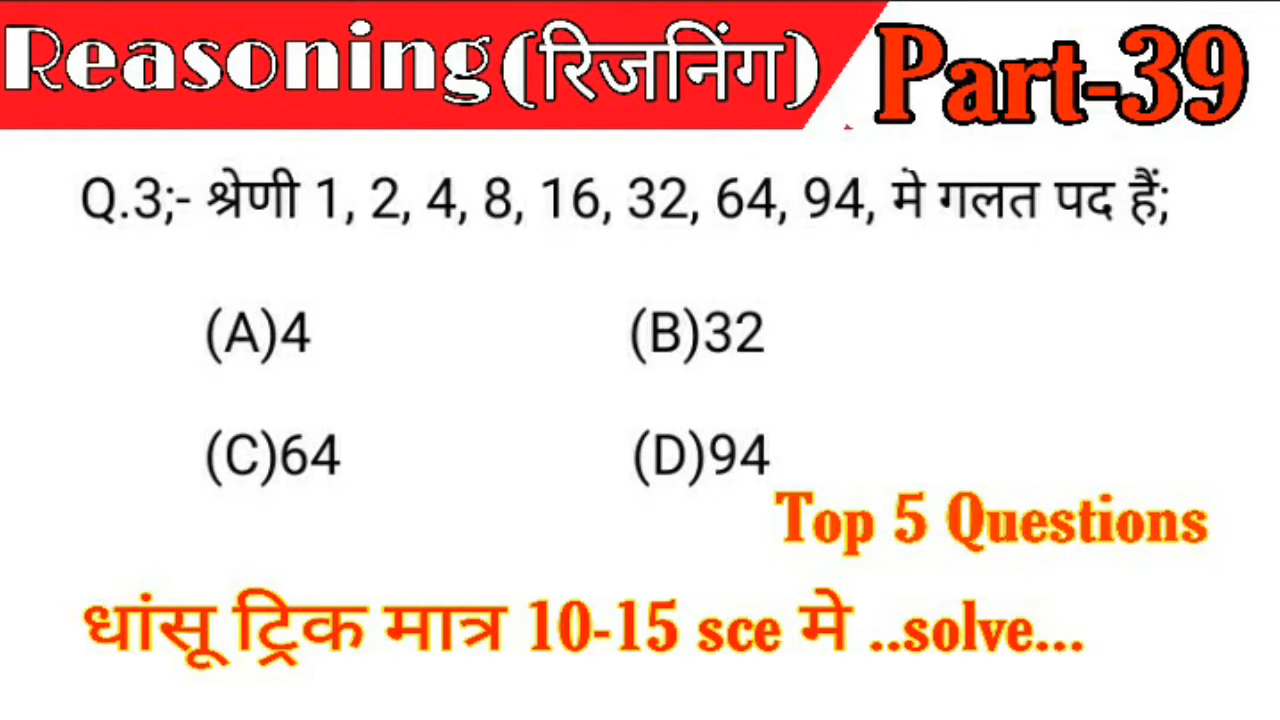 Reasoning(रिजनिंग) Part-39
Q.3;- श्रेणी 1, 2, 4, 8, 16, 32, 64, 94, मे गलत पद हैं;
(A)4 (B)32
(C)64 (D)94
Top 5 Questions
धांसू ट्रिक मात्र 10-15 sce मे ..solve...